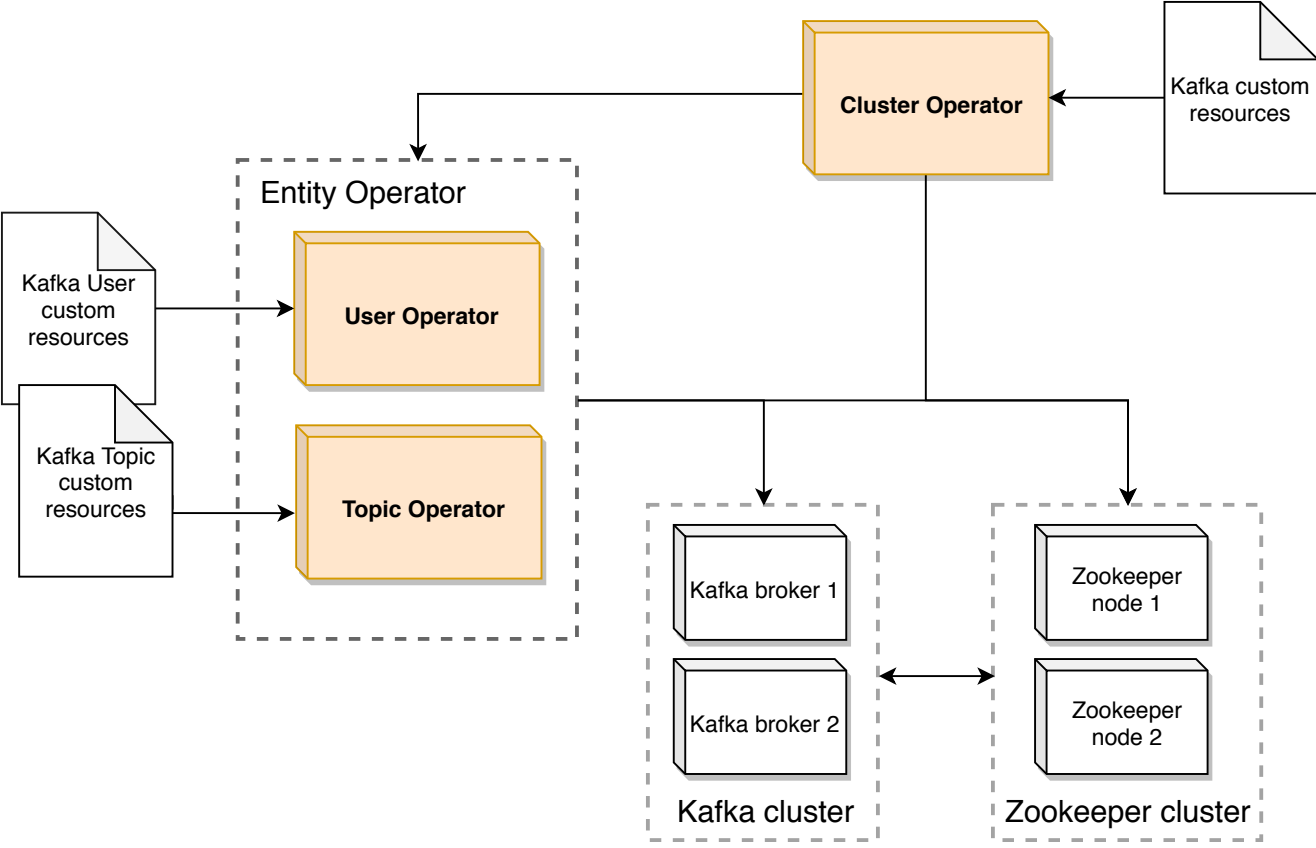 Kafka custom
resources
Cluster Operator
Entity Operator
Kafka User
custom
resources
User Operator
Kafka Topic
custom
resources
Topic Operator
Kafka broker 1
Kafka broker 2
Kafka cluster
Zookeeper
node 1
Zookeeper
node 2
Zookeeper cluster